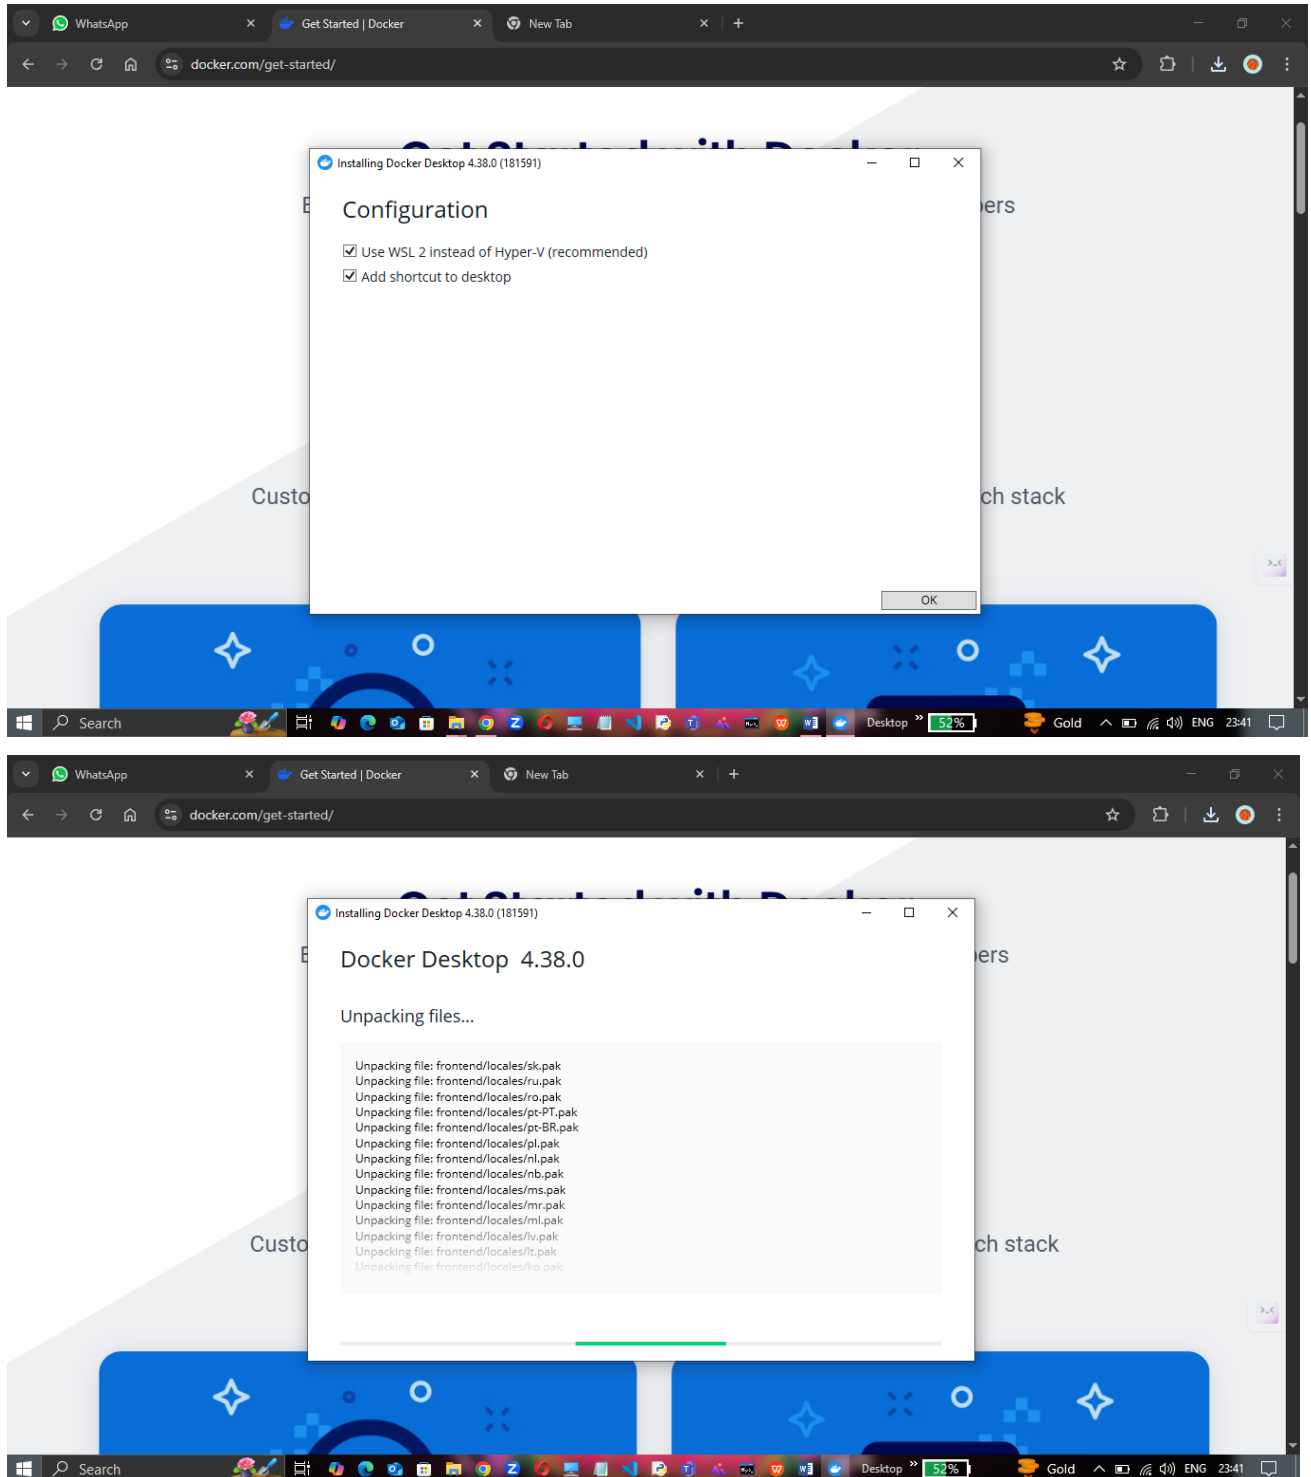 WhatsApp
Get Started | Docker
New Tab
docker.com/get-started/
Installing Docker Desktop 4.38.0 (181591)
Configuration
Use WSL 2 instead of Hyper-V (recommended)
Add shortcut to desktop
ers
Custo
ch stack
OK
Search
Desktop
52%
Gold
ENG
23:41
WhatsApp
Get Started | Docker
New Tab
docker.com/get-started/
Installing Docker Desktop 4.38.0 (181591)
Docker Desktop 4.38.0
ers
Unpacking files...
Unpacking file: frontend/locales/sk.pak
Unpacking file: frontend/locales/ru.pak
Unpacking file: frontend/locales/ro.pak
Unpacking file: frontend/locales/pt-PT.pak
Unpacking file: frontend/locales/pt-BR.pak
Unpacking file: frontend/locales/pl.pak
Unpacking file: frontend/locales/nl.pak
Unpacking file: frontend/locales/nb.pak
Unpacking file: frontend/locales/ms.pak
Unpacking file: frontend/locales/mr.pak
Unpacking file: frontend/locales/ml.pak
Unpacking file: frontend/locales/lv.pak
Unpacking file: frontend/locales/lt.pak
Unpacking file: frontend/locales/ko.pak
Custo
ch stack
Search
Desktop
52%
Gold
ENG
23:41